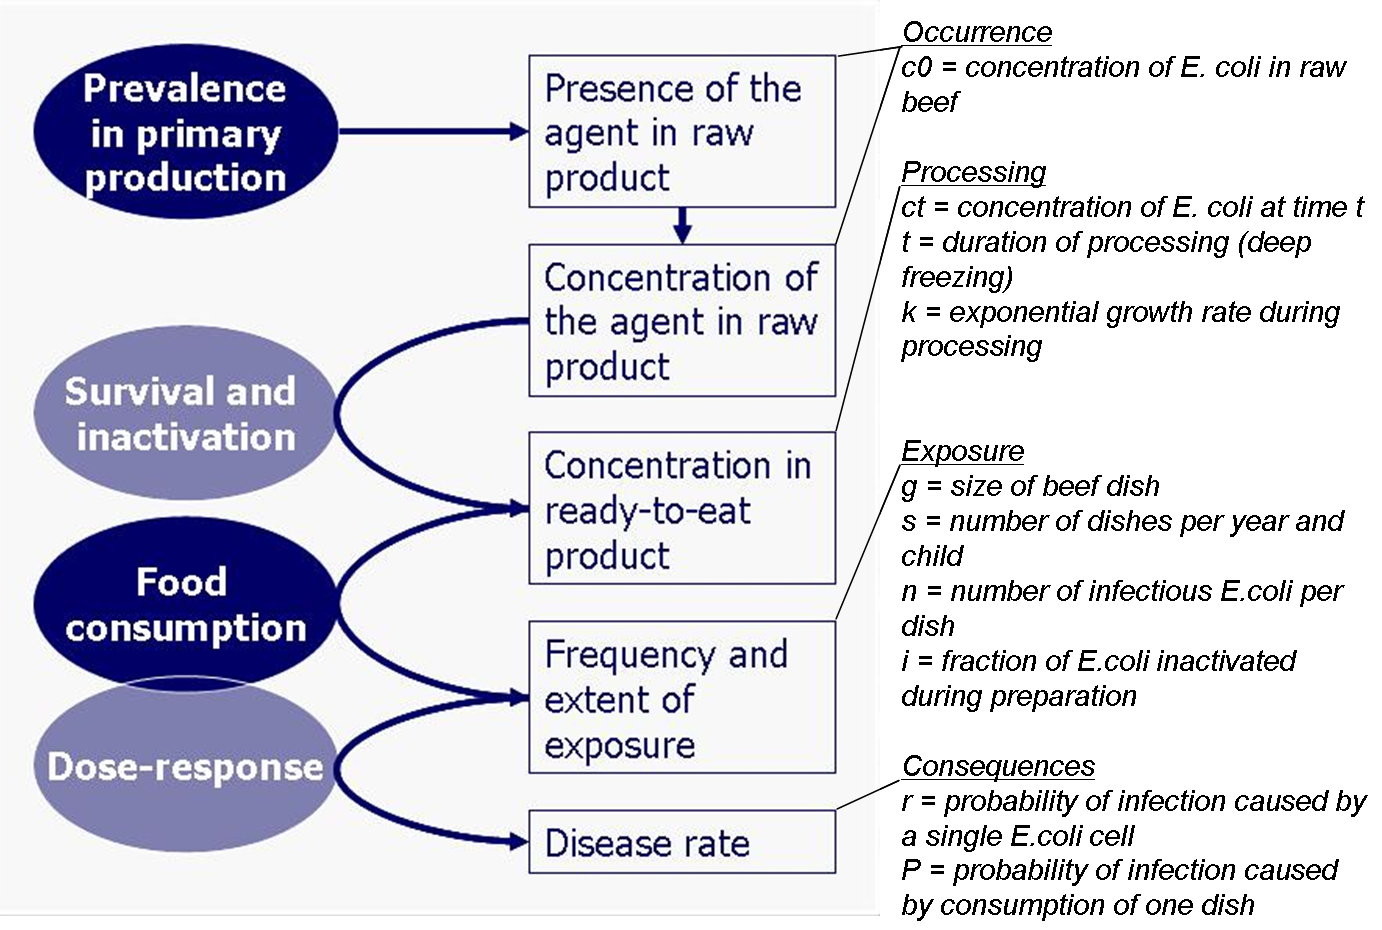 Prevalence
in primary
production
Presence of the
agent in raw
product
Concentration of
the agent in raw
product
Survival and
inactivation
Concentration in
ready-to-eat
product
Food
consumption
Frequency and
extent of
exposure
Dose-response
Disease rate
Occurrence
c0 = concentration of E. coli in raw
beef
Processing
ct = concentration of E. coli at time t
t = duration of processing (deep
freezing)
k = exponential growth rate during
processing
Exposure
g = size of beef dish
s = number of dishes per year and
child
n = number of infectious E.coli per
dish
i = fraction of E.coli inactivated
during preparation
Consequences
r = probability of infection caused by
a single E.coli cell
P = probability of infection caused
by consumption of one dish